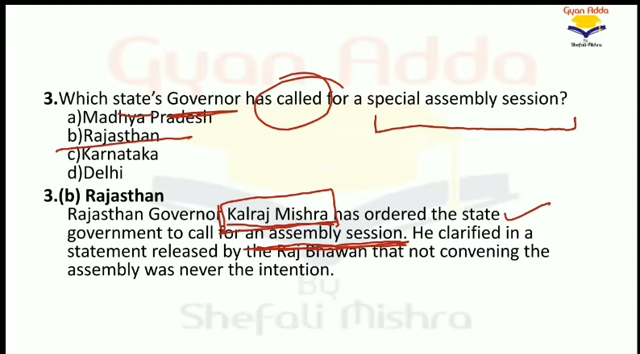 Gyan Adda
By
Shefali Mishra
Gyan Adda
3.Which state's Governor has called for a special assembly session?
a)Madhya Pradesh
b)Rajasthan
c)Karnataka
d)Delhi
3.(b) Rajasthan
Rajasthan Governor Kalraj Mishra has ordered the state
government to call for an assembly session. He clarified in a
statement released by the Raj Bhawan that not convening the
assembly was never the intention.
BY
Shefali Mishra